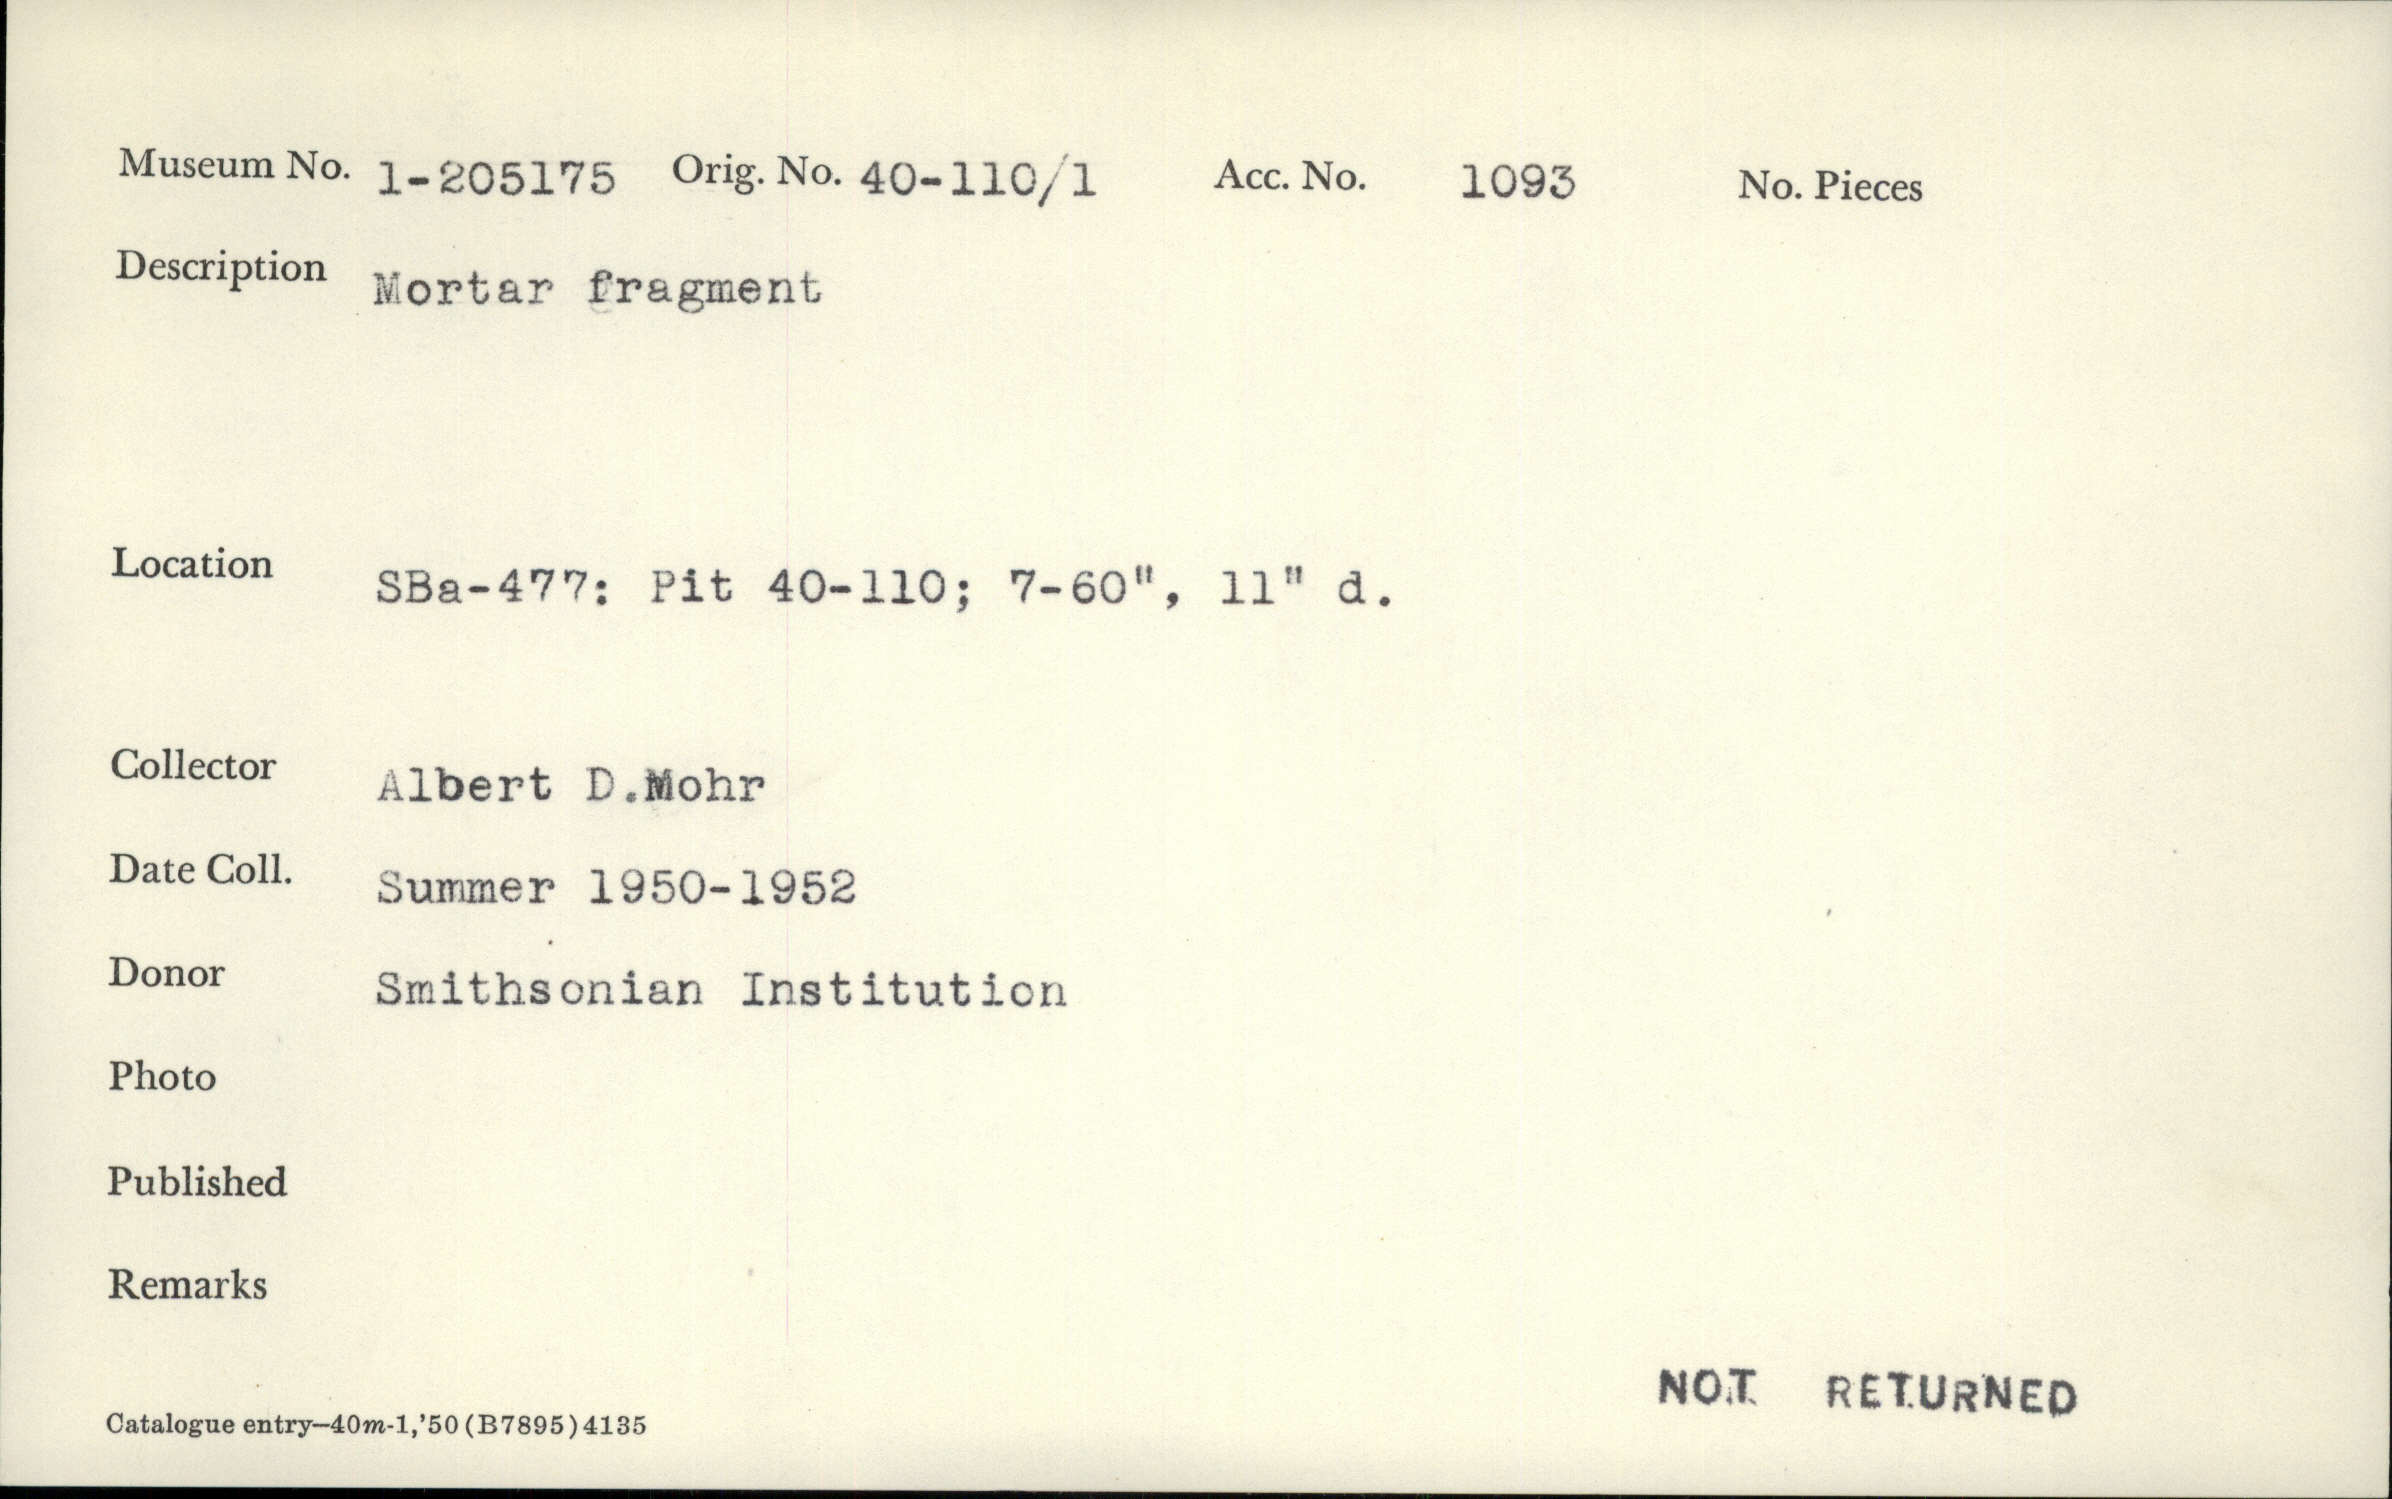 Museum No. 1-205175 Orig. No. 40-110/1 Acc. No. 1093 No. Pieces
Description Mortar fragment
Location SBa-477: Pit 40-110; 7-60", 11" d.
Collector Albert D.Mohr
Date Coll. Summer 1950-1952
Donor Smithsonian Institution
Photo
Published
Remarks
NOT RETURNED
Catalogue entry—40m-1,'50(B7895)4135